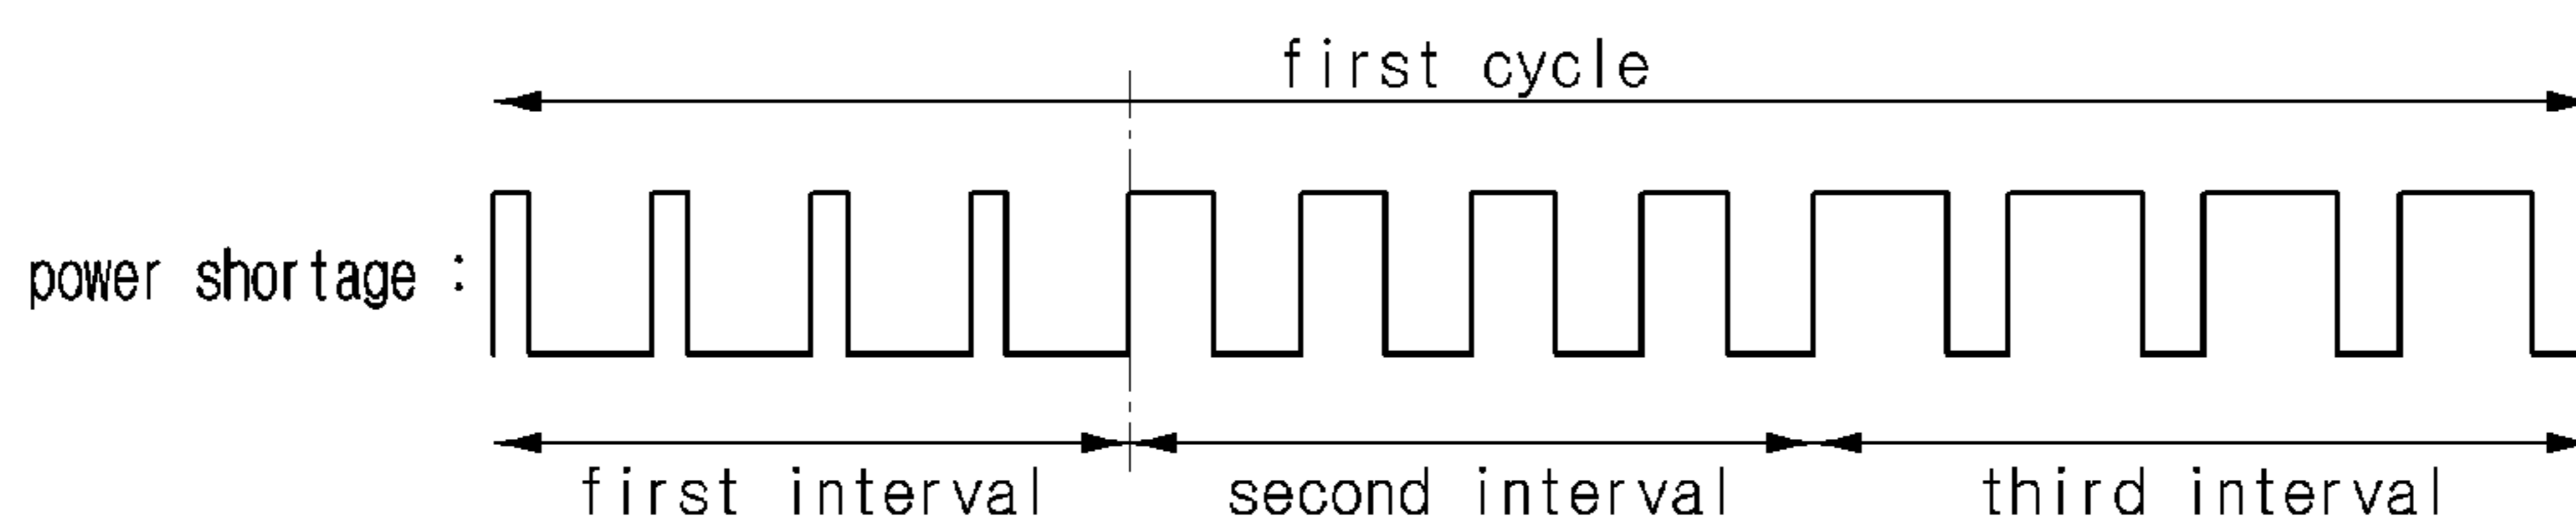 first cycle
power shortage :
first interval
second interval
third interval